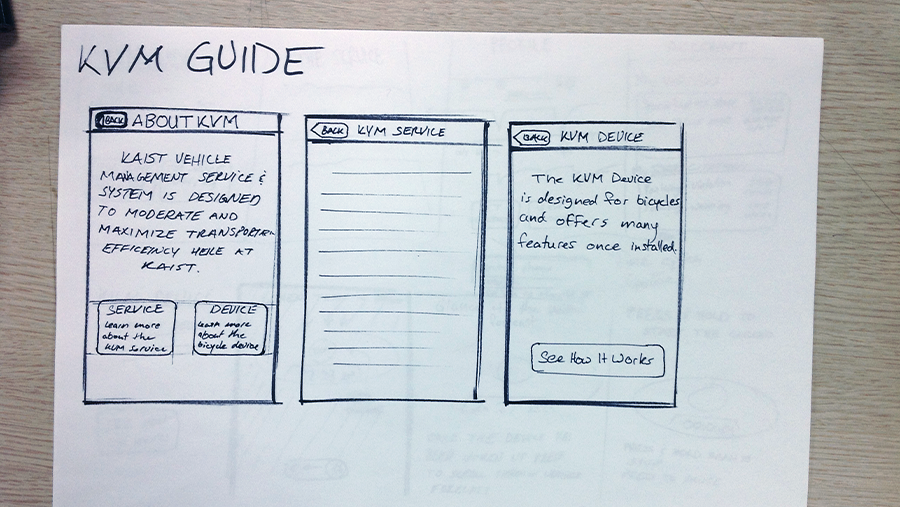 KVM GUIDE
BACK ABOUT KVM
KAIST VEHICLE
MANAGEMENT SERVICE &
SYSTEM IS DESIGNED
TO MODERATE AND
MAXIMIZE
EFFICENCY HERE AT
KAIST.
SERVICE
Learn more
about the
KVM Service
DEVICE
Learn more
about the
bicycle device
BACK KVM SERVICE
BACK KVM DEVICE
The KVM Device
is designed for bicycles
and offers many
features once installed.
See How It Works